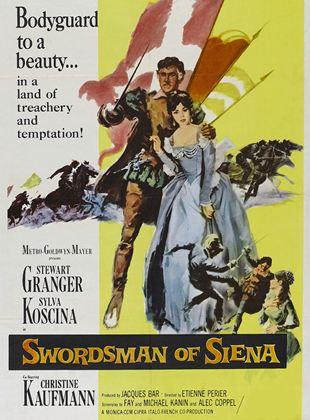 Bodyguard
to a
beauty...
in a
land of
treachery
and
temptation!
METRO-GOLDWYN-MAYER
presents
STEWART
GRANGER
SYLVA
KOSCINA
in
SWORDSMAN OF SIENA
Co-Starring
CHRISTINE
KAUFMANN
Produced by JACQUES BAR · Directed by ETIENNE PERIER
Screenplay by FAY and MICHAEL KANIN and ALEC COPPEL
A MONICA-CCM CIPRA ITALO-FRENCH CO-PRODUCTION